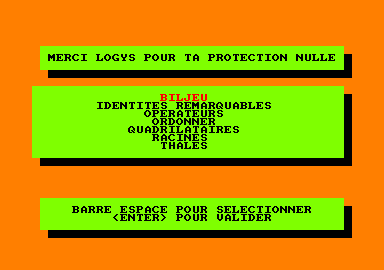 MERCI LOGYS POUR TA PROTECTION NULLE
BILJEU
IDENTITES REMARQUABLES
OPERATEURS
ORDONNER
QUADRILATAIRES
RACINES
THALES
BARRE ESPACE POUR SELECTIONNER
<ENTER> POUR VALIDER